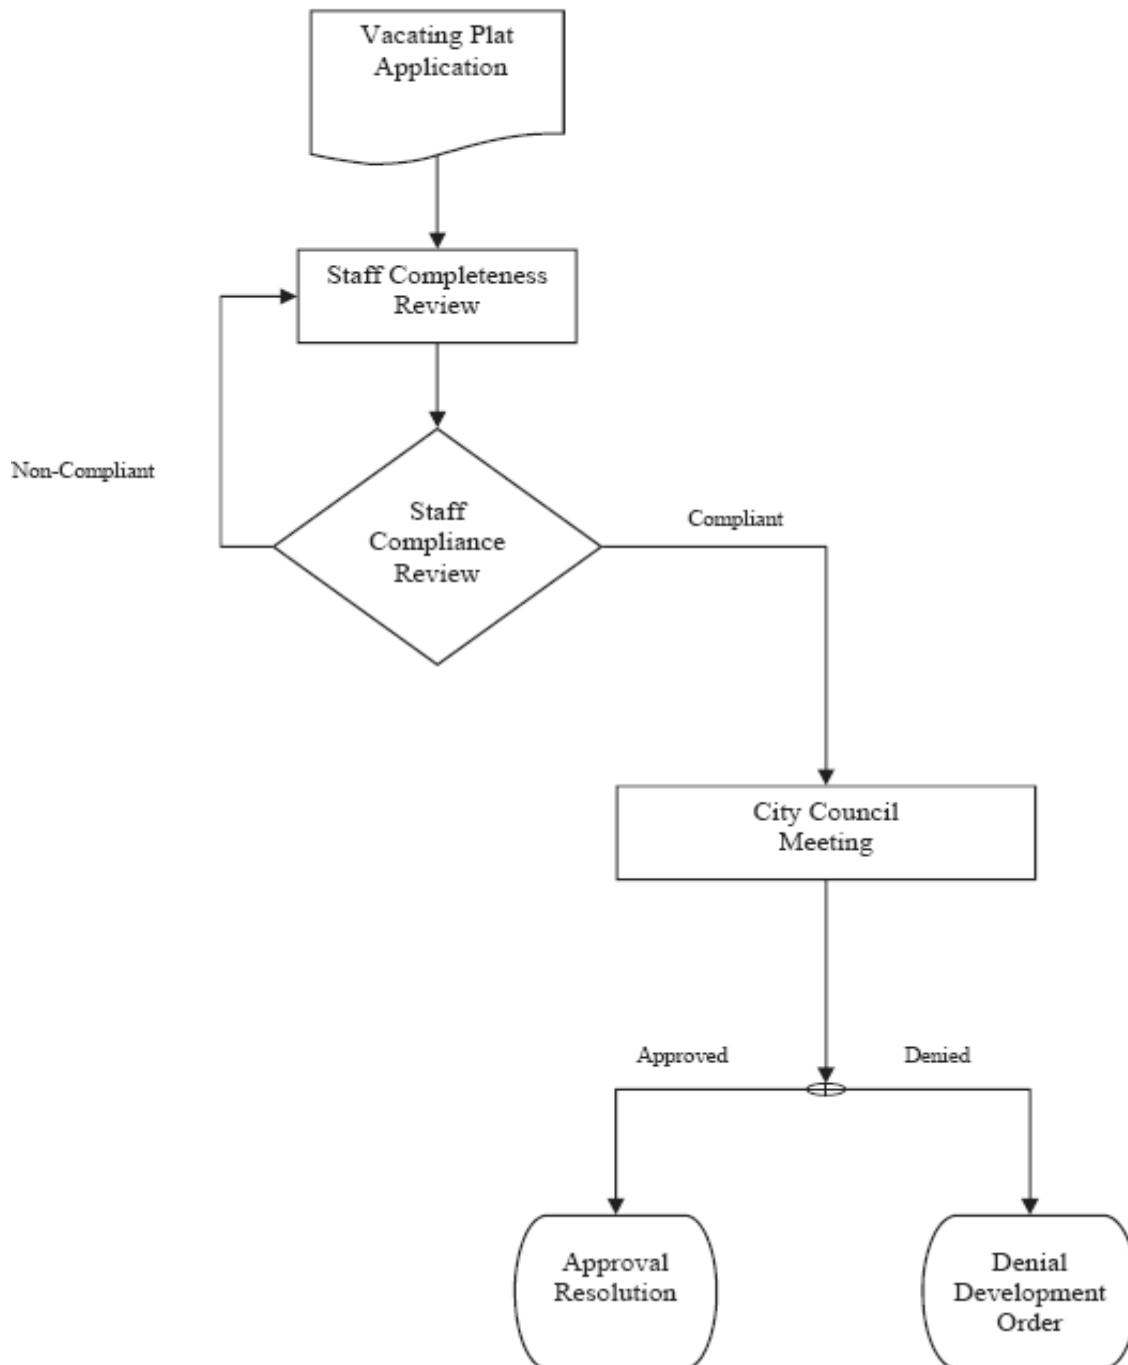 Vacating Plat
Application
Staff Completeness
Review
Non-Compliant
Staff
Compliance
Review
Compliant
City Council
Meeting
Approved
Denied
Approval
Resolution
Denial
Development
Order